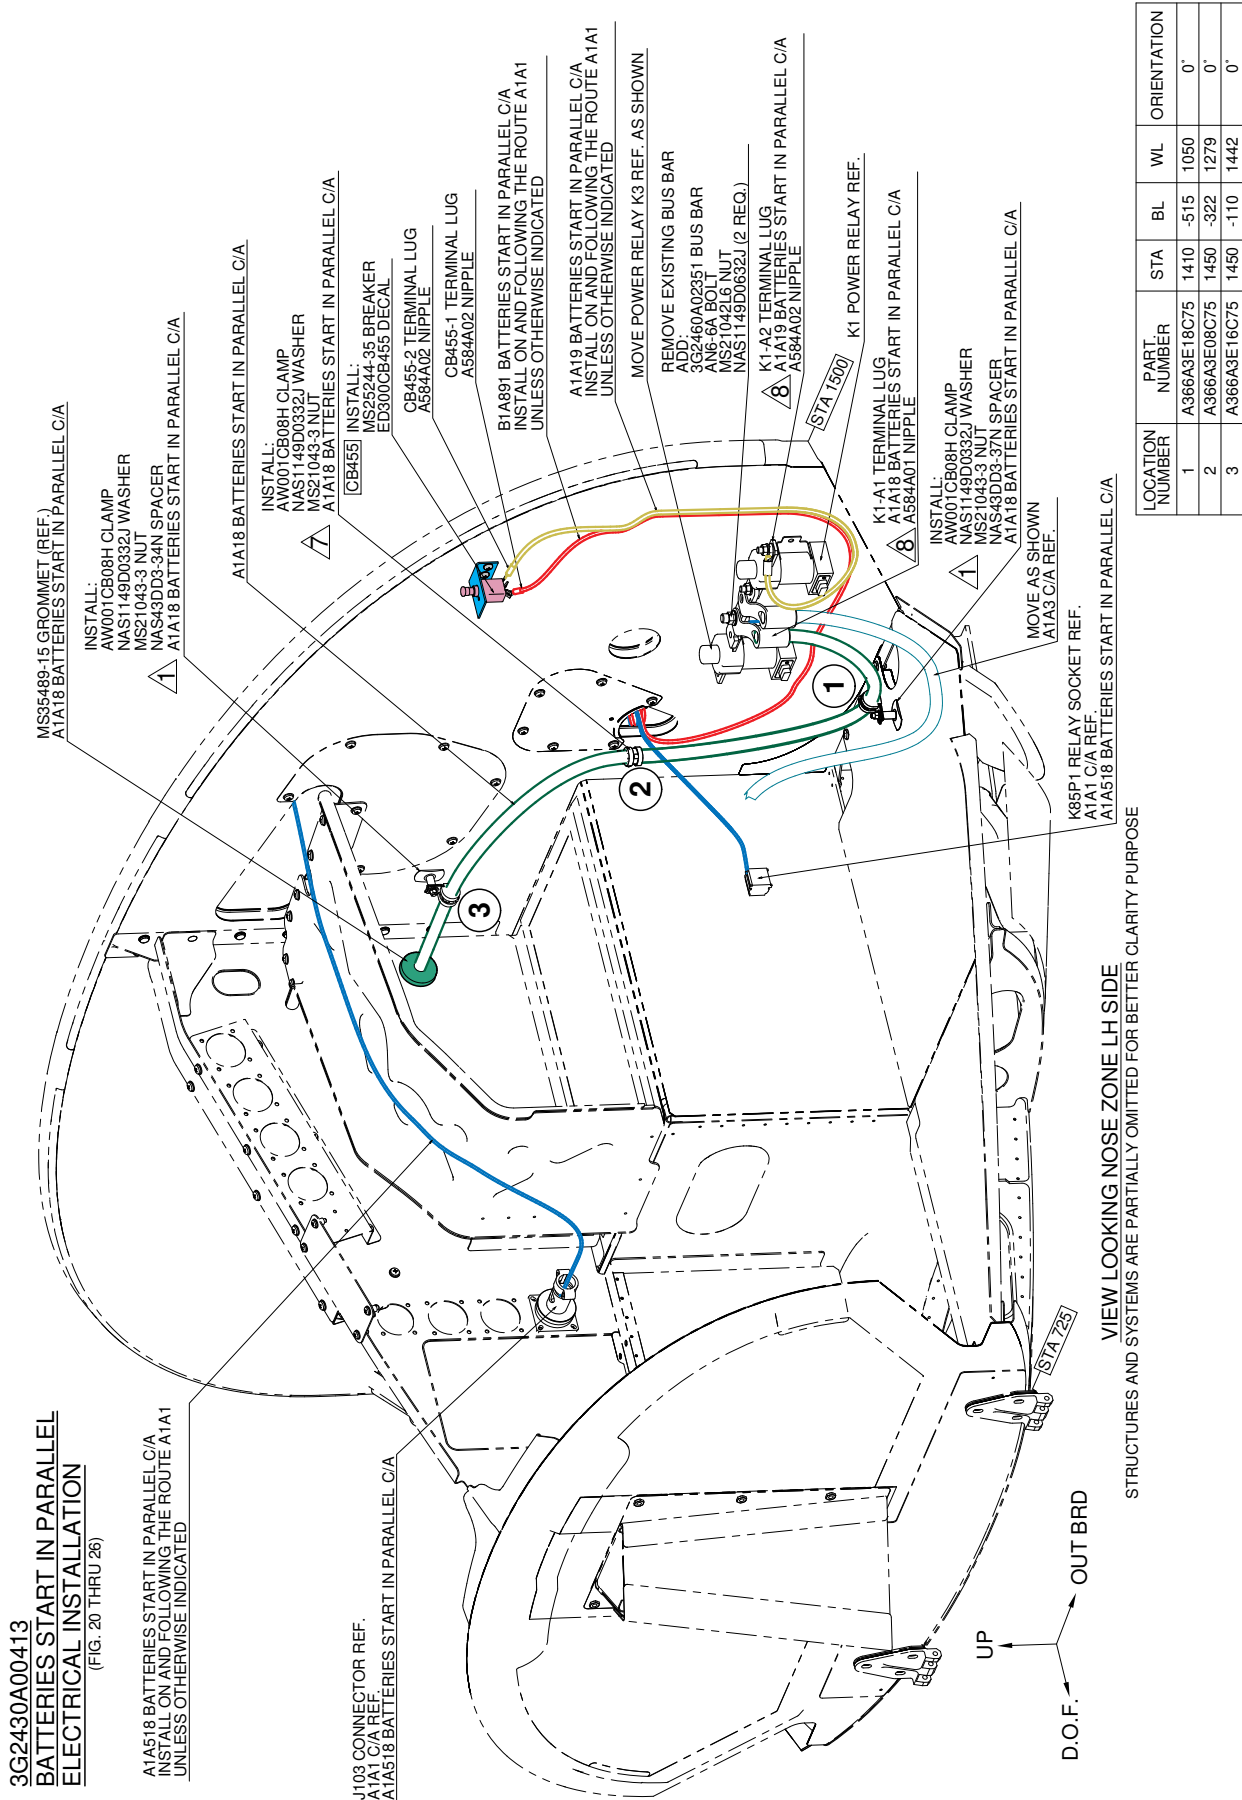 3G2430A00413
BATTERIES START IN PARALLEL
ELECTRICAL INSTALLATION
(FIG. 20 THRU 26)
A1A518 BATTERIES START IN PARALLEL C/A
INSTALL ON AND FOLLOWING THE ROUTE A1A1
UNLESS OTHERWISE INDICATED
J103 CONNECTOR REF.
A1A1 C/A REF.
A1A518 BATTERIES START IN PARALLEL C/A
MS35489-15 GROMMET (REF.)
A1A18 BATTERIES START IN PARALLEL C/A
INSTALL:
AW001CB08H CLAMP
NAS1149D0332J WASHER
MS21043-3 NUT
NAS43DD3-34N SPACER
1
A1A18 BATTERIES START IN PARALLEL C/A
A1A18 BATTERIES START IN PARALLEL C/A
INSTALL:
AW001CB08H CLAMP
NAS1149D0332J WASHER
MS21043-3 NUT
7
A1A18 BATTERIES START IN PARALLEL C/A
CB455
INSTALL:
MS25244-35 BREAKER
ED300CB455 DECAL
CB455-2 TERMINAL LUG
A584A02 NIPPLE
CB455-1 TERMINAL LUG
A584A02 NIPPLE
B1A891 BATTERIES START IN PARALLEL C/A
INSTALL ON AND FOLLOWING THE ROUTE A1A1
UNLESS OTHERWISE INDICATED
A1A19 BATTERIES START IN PARALLEL C/A
INSTALL ON AND FOLLOWING THE ROUTE A1A1
UNLESS OTHERWISE INDICATED
MOVE POWER RELAY K3 REF. AS SHOWN
REMOVE EXISTING BUS BAR
ADD:
3G2460A02351 BUS BAR
AN6-6A BOLT
MS21042L6 NUT
NAS1149D0632J (2 REQ.)
K1-A2 TERMINAL LUG
A1A19 BATTERIES START IN PARALLEL C/A
8
A584A02 NIPPLE
STA 1500
K1 POWER RELAY REF.
K1-A1 TERMINAL LUG
A1A18 BATTERIES START IN PARALLEL C/A
8
A584A01 NIPPLE
INSTALL:
AW001CB08H CLAMP
NAS1149D0332J WASHER
1
MS21043-3 NUT
NAS43DD3-37N SPACER
A1A18 BATTERIES START IN PARALLEL C/A
MOVE AS SHOWN
A1A3 C/A REF.
K85P1 RELAY SOCKET REF.
A1A1 C/A REF.
A1A518 BATTERIES START IN PARALLEL C/A
1
2
3
STA 725
UP
OUT BRD
D.O.F.
VIEW LOOKING NOSE ZONE LH SIDE
STRUCTURES AND SYSTEMS ARE PARTIALLY OMITTED FOR BETTER CLARITY PURPOSE
LOCATION NUMBER PART NUMBER STA BL WL ORIENTATION
1 A366A3E18C75 1410 -515 1050 0°
2 A366A3E08C75 1450 -322 1279 0°
3 A366A3E16C75 1450 -110 1442 0°